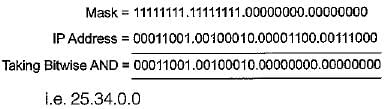 Mask = 11111111.11111111.00000000.00000000
IP Address = 00011001.00100010.00001100.00111000
Taking Bitwise AND = 00011001.00100010.00000000.00000000
i.e. 25.34.0.0